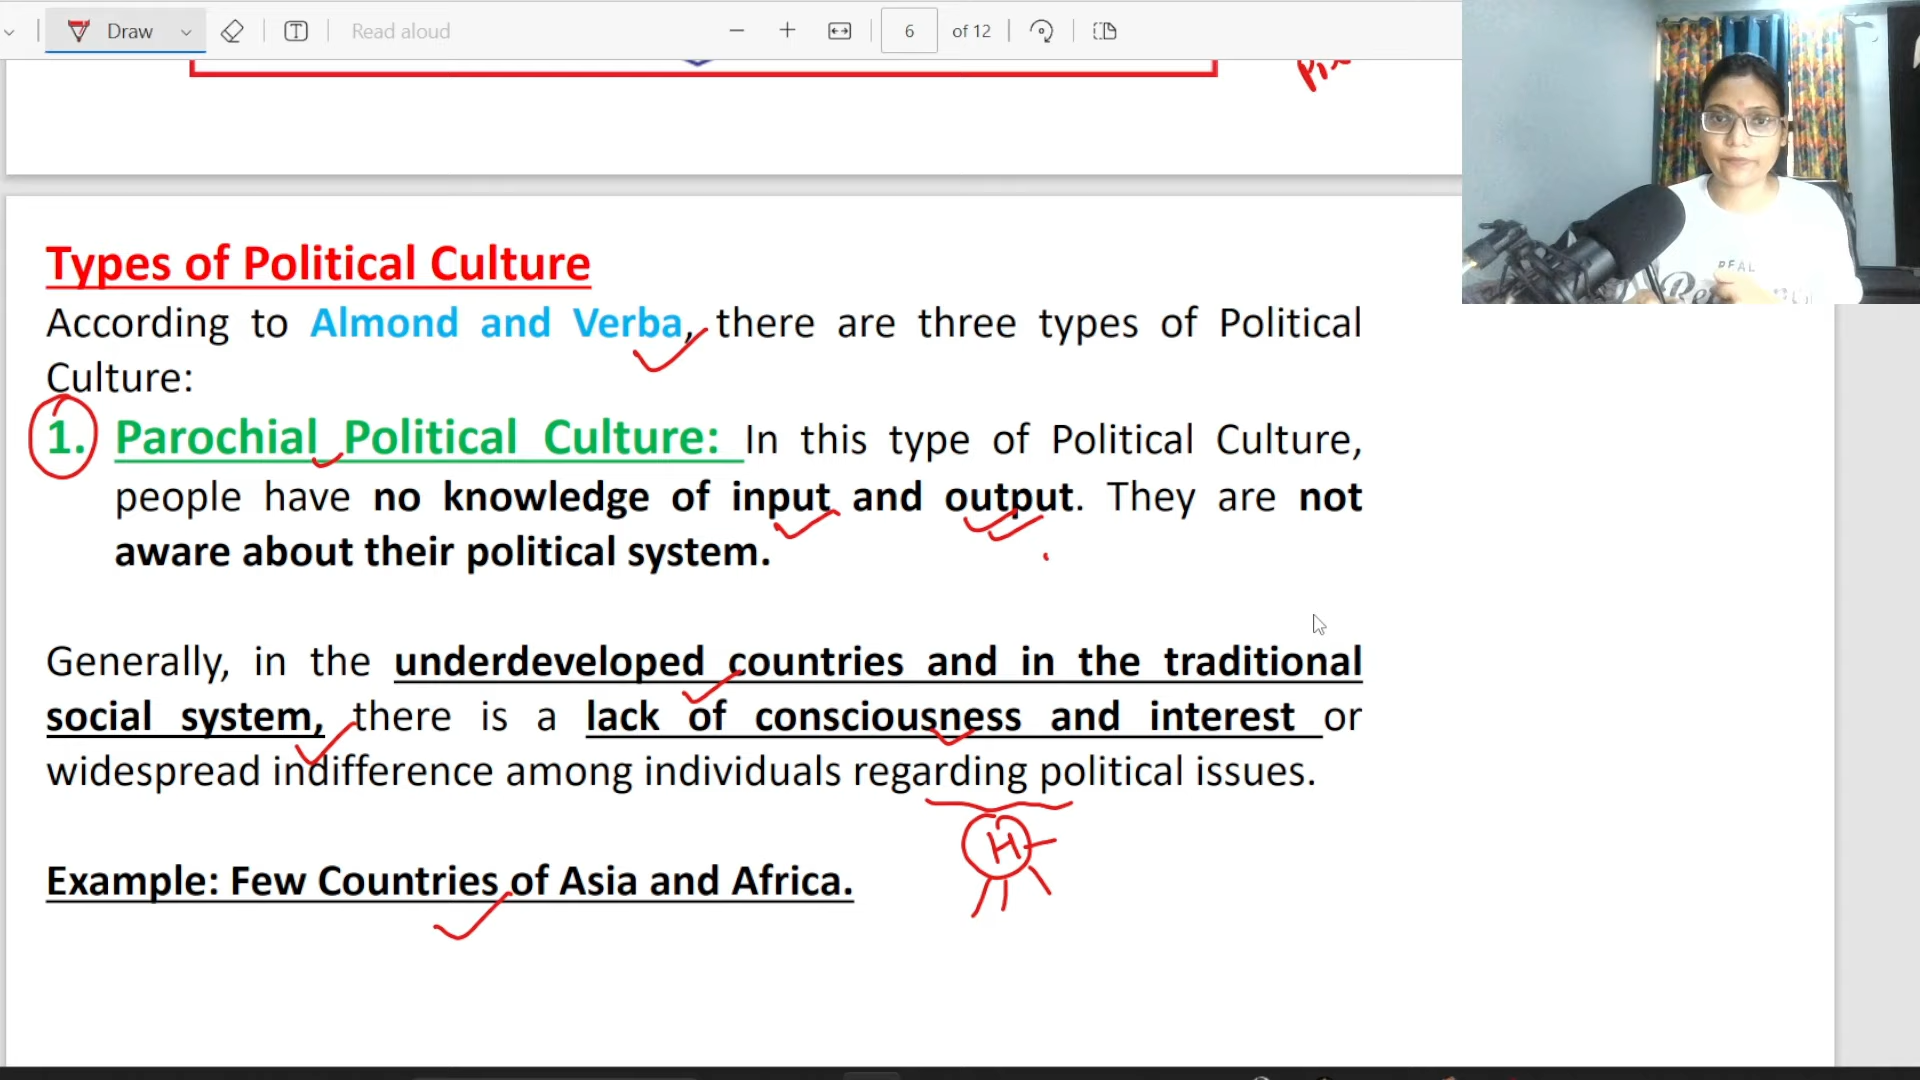 Draw
Read aloud
6 of 12
Types of Political Culture
According to Almond and Verba, there are three types of Political
Culture:
1. Parochial Political Culture: In this type of Political Culture,
people have no knowledge of input and output. They are not
aware about their political system.
Generally, in the underdeveloped countries and in the traditional
social system, there is a lack of consciousness and interest or
widespread indifference among individuals regarding political issues.
H
Example: Few Countries of Asia and Africa.
REAL